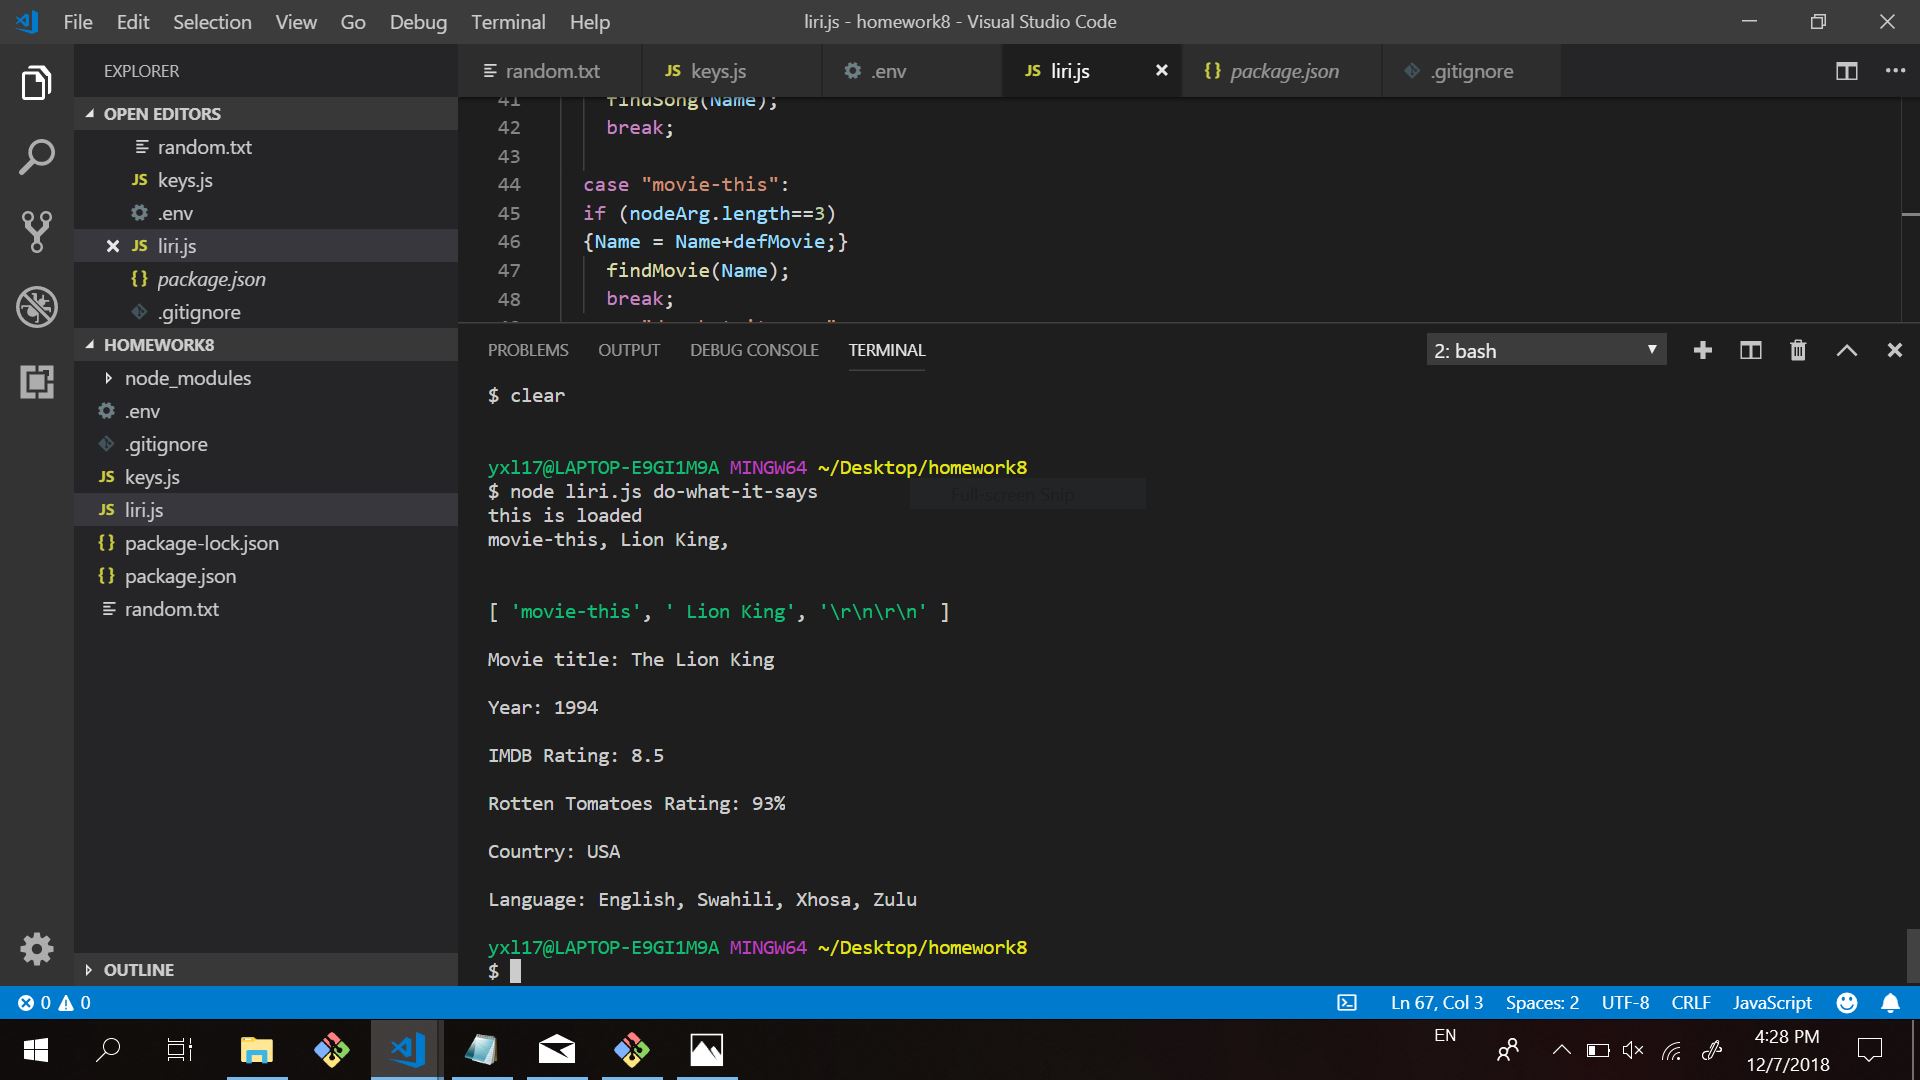 File Edit Selection View Go Debug Terminal Help
liri.js - homework8 - Visual Studio Code
EXPLORER
OPEN EDITORS
random.txt
JS keys.js
.env
JS liri.js
{} package.json
.gitignore
HOMEWORK8
node_modules
.env
.gitignore
JS keys.js
JS liri.js
{} package-lock.json
{} package.json
random.txt
OUTLINE
random.txt JS keys.js .env JS liri.js {} package.json .gitignore
41 findSong(Name);
42 break;
43
44 case "movie-this":
45 if (nodeArg.length==3)
46 {Name = Name+defMovie;}
47 findMovie(Name);
48 break;
PROBLEMS OUTPUT DEBUG CONSOLE TERMINAL
2: bash
$ clear
yxl17@LAPTOP-E9GI1M9A MINGW64 ~/Desktop/homework8
$ node liri.js do-what-it-says
Full-screen Snip
this is loaded
movie-this, Lion King,
[ 'movie-this', ' Lion King', '\r\n\r\n' ]
Movie title: The Lion King
Year: 1994
IMDB Rating: 8.5
Rotten Tomatoes Rating: 93%
Country: USA
Language: English, Swahili, Xhosa, Zulu
yxl17@LAPTOP-E9GI1M9A MINGW64 ~/Desktop/homework8
$
0 0
Ln 67, Col 3 Spaces: 2 UTF-8 CRLF JavaScript
EN
4:28 PM
12/7/2018